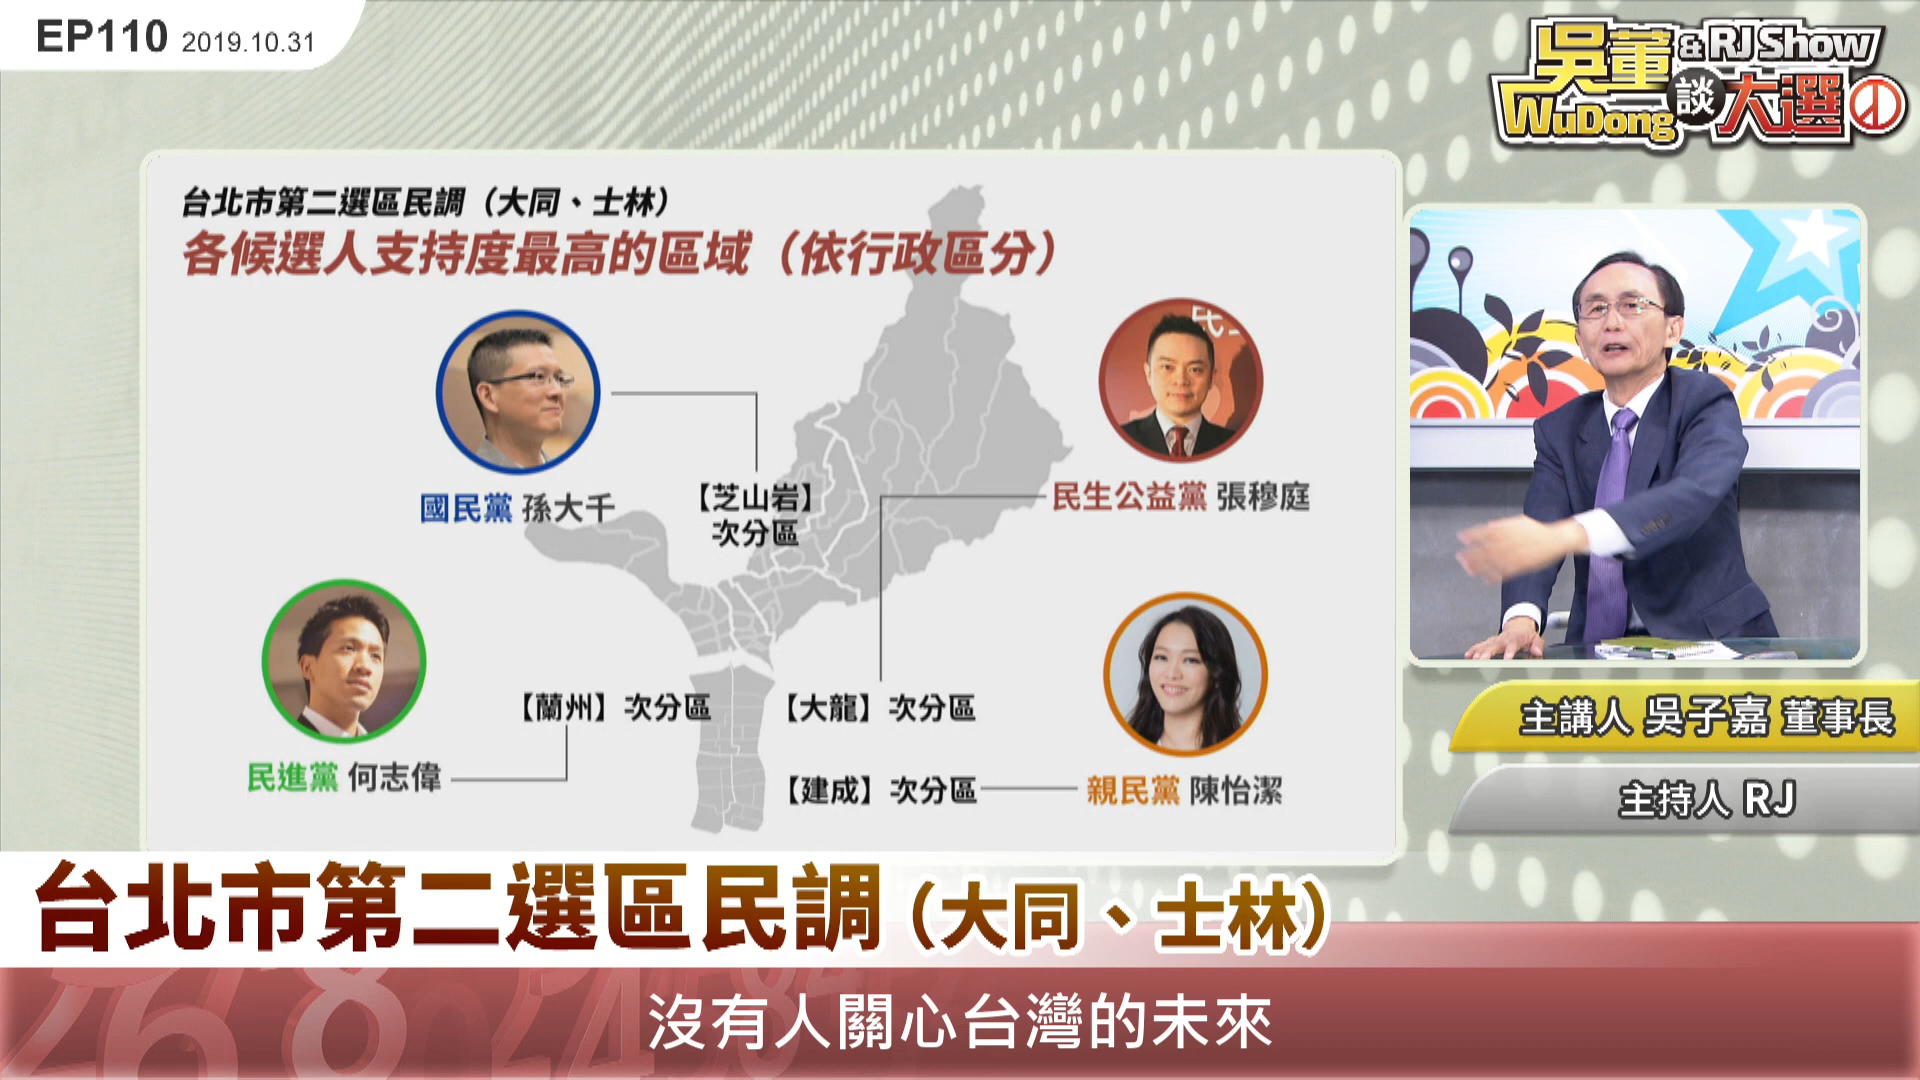 EP110 2019.10.31
吳董 & RJ Show
WuDong 談 大選
台北市第二選區民調（大同、士林）
各候選人支持度最高的區域（依行政區分）
國民黨 孫大千
【芝山岩】
次分區
民生公益黨 張穆庭
民進黨 何志偉
【蘭州】次分區
【大龍】次分區
【建成】次分區
親民黨 陳怡潔
主講人 吳子嘉 董事長
主持人 RJ
台北市第二選區民調（大同、士林）
沒有人關心台灣的未來